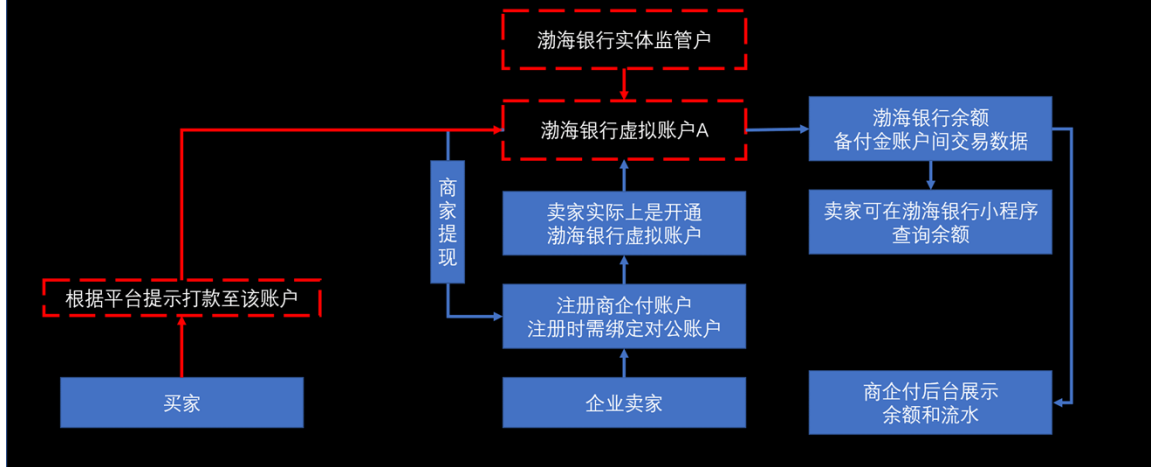 渤海银行实体监管户
渤海银行虚拟账户A
渤海银行余额
备付金账户间交易数据
商家提现
卖家实际上是开通
渤海银行虚拟账户
卖家可在渤海银行小程序
查询余额
根据平台提示打款至该账户
注册商企付账户
注册时需绑定对公账户
买家
企业卖家
商企付后台展示
余额和流水